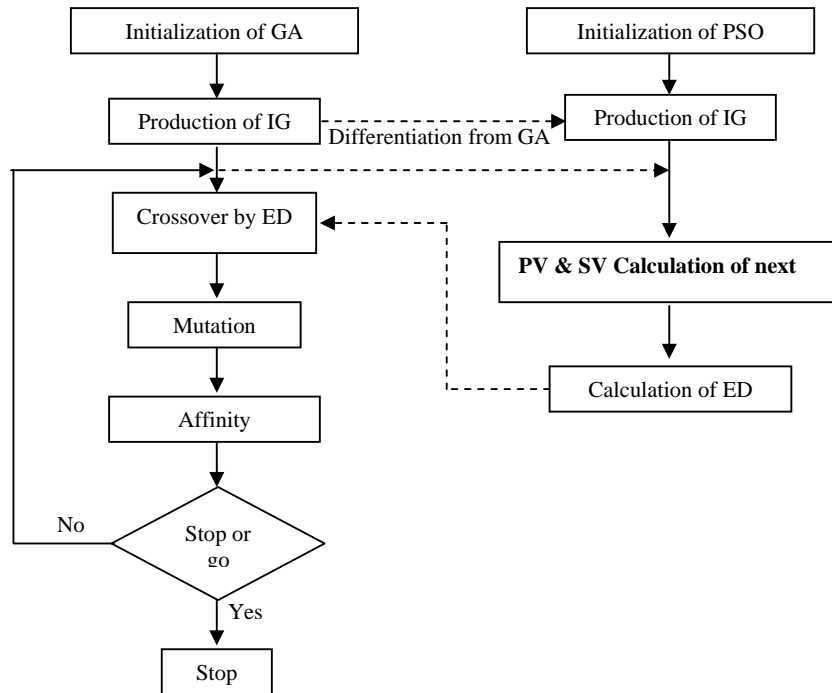 Initialization of GA
Initialization of PSO
Production of IG
Production of IG
Differentiation from GA
Crossover by ED
PV & SV Calculation of next
Mutation
Calculation of ED
Affinity
No
Stop or
go
Yes
Stop